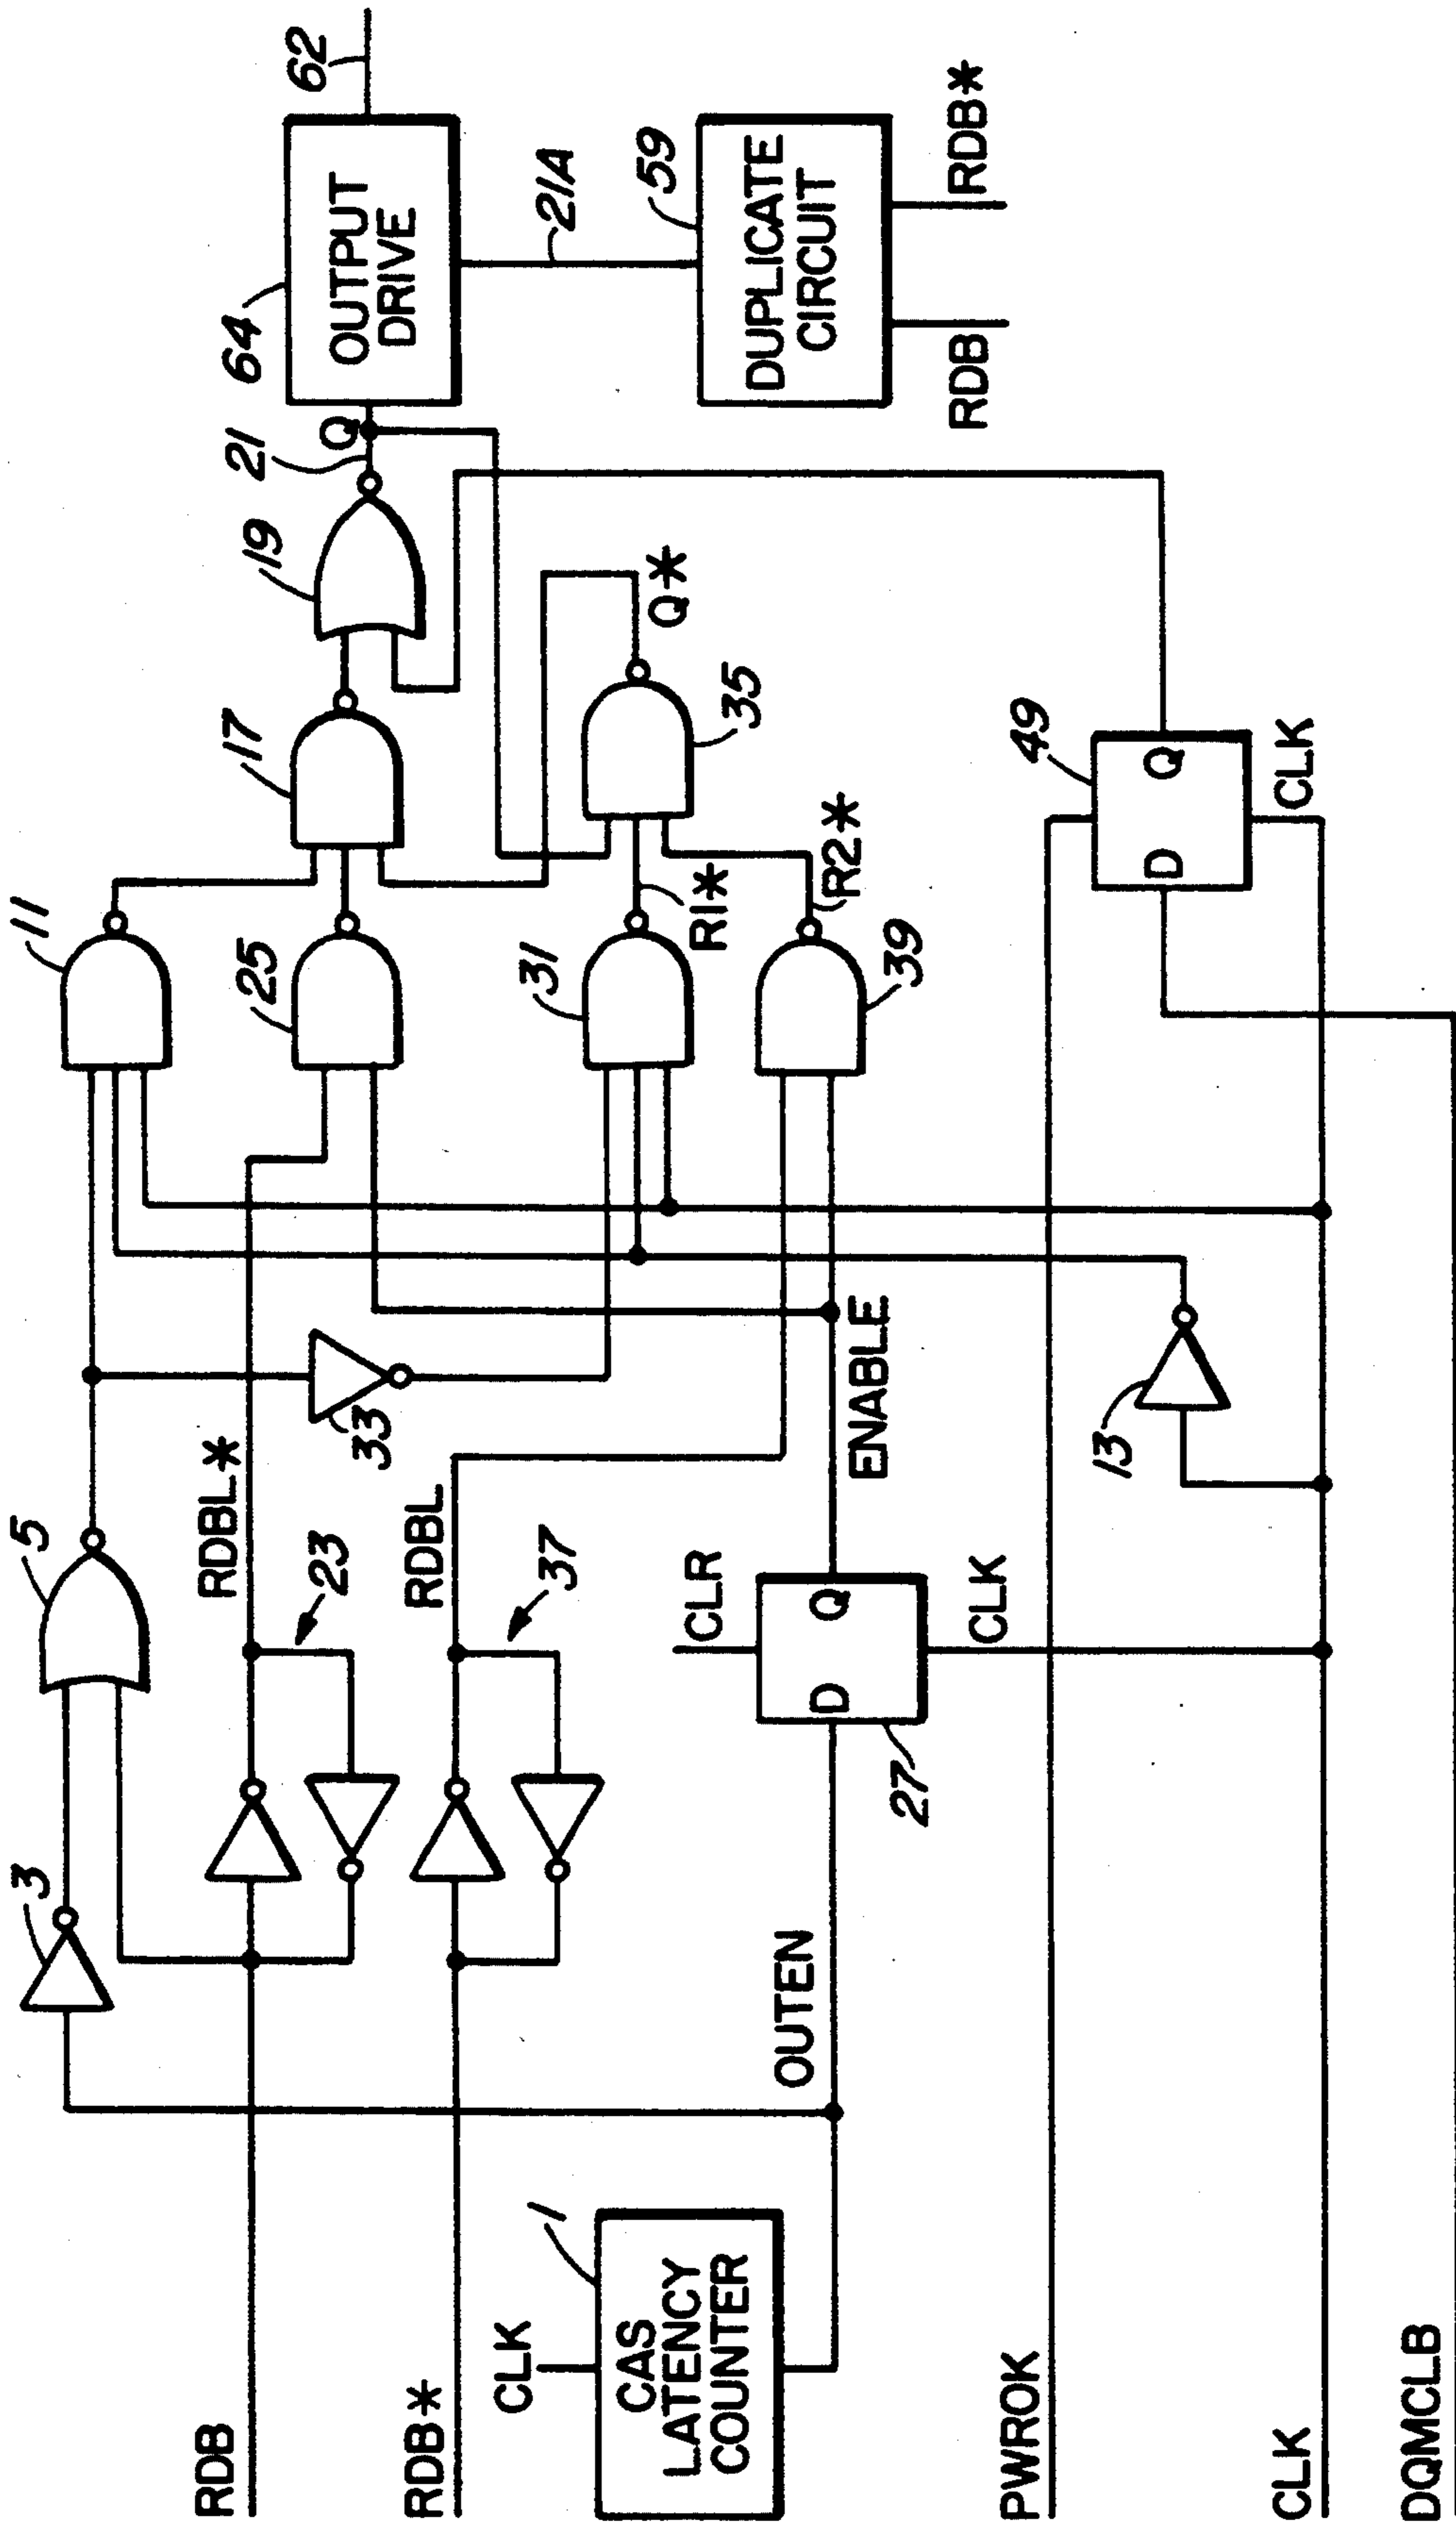 RDB
RDB*
CLK
1
CAS
LATENCY
COUNTER
PWROK
CLK
DQMCLB
3
5
RDBL*
23
RDBL
37
33
OUTEN
CLR
D
Q
27
CLK
ENABLE
13
11
25
31
R1*
39
R2*
17
35
Q*
19
21
Q
49
D
Q
CLK
64
OUTPUT
DRIVE
62
21A
59
DUPLICATE
CIRCUIT
RDB
RDB*